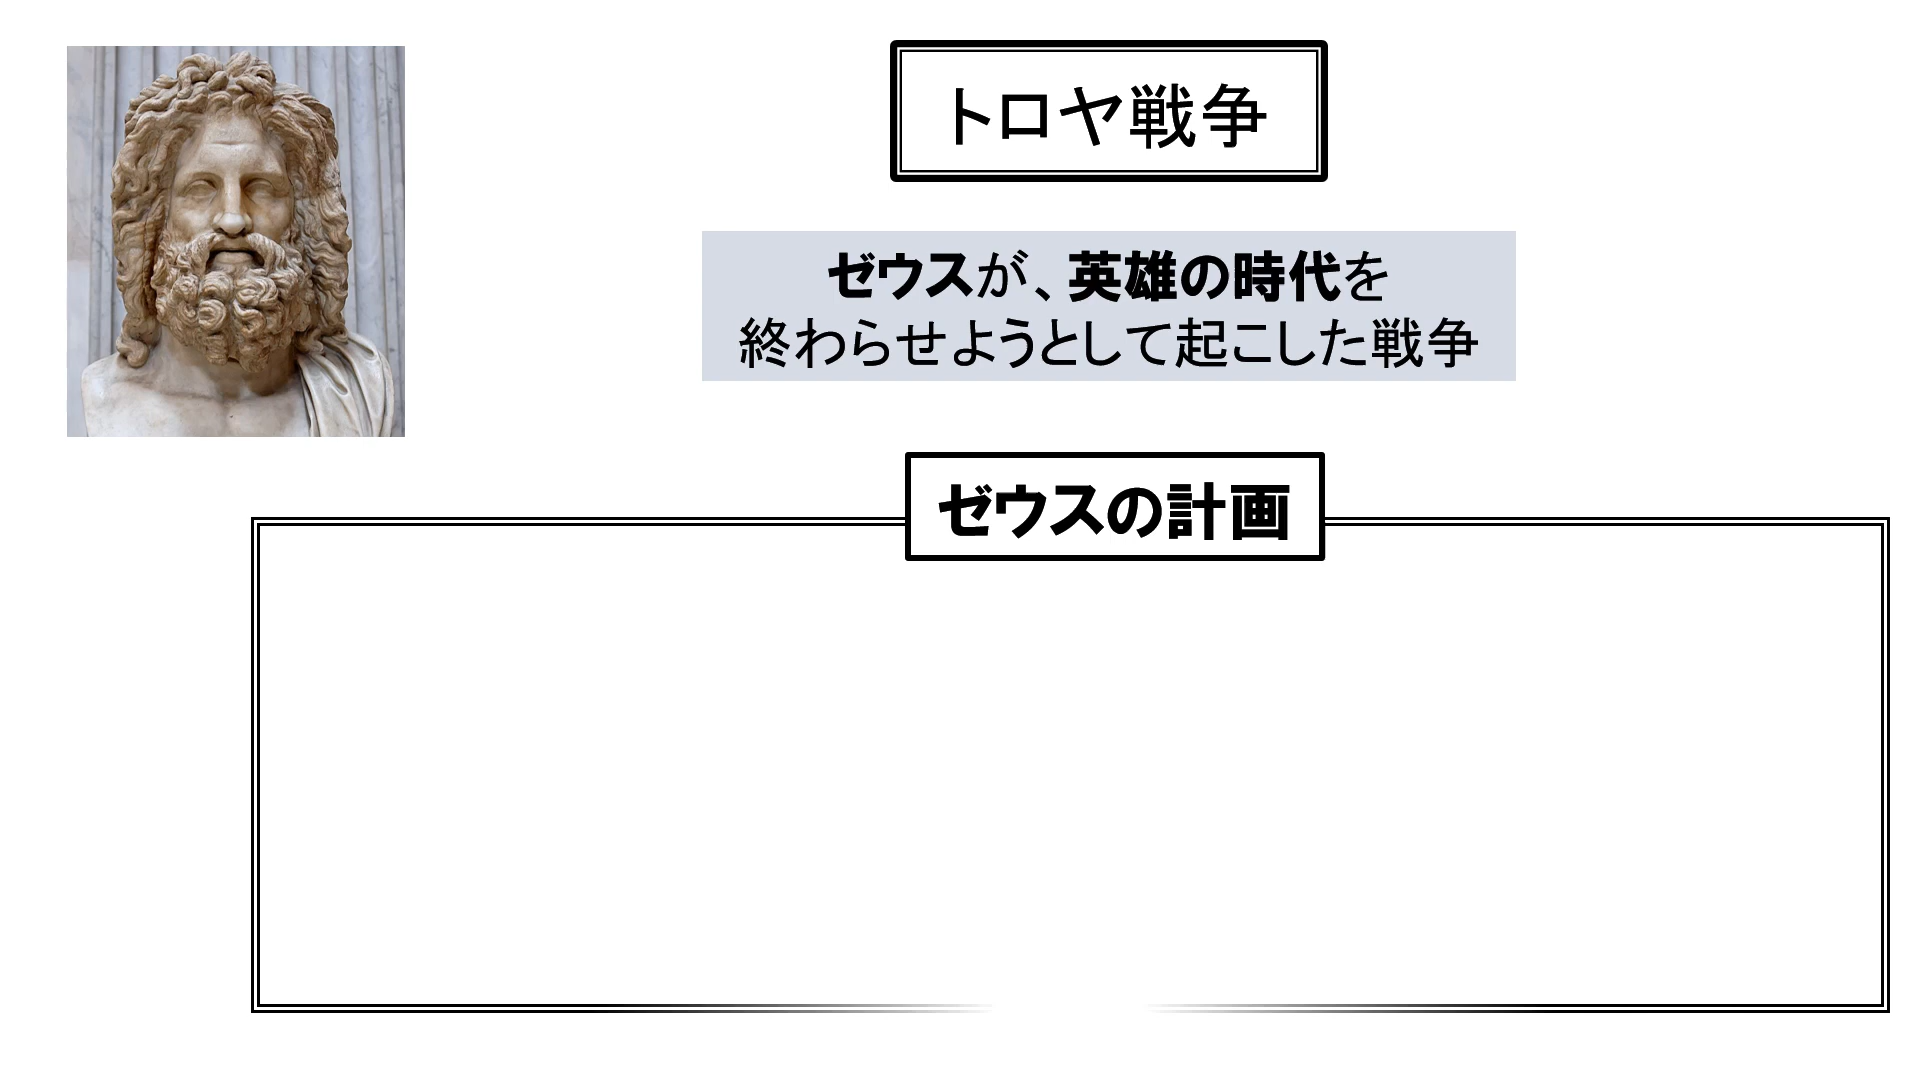 トロヤ戦争
ゼウスが、英雄の時代を
終わらせようとして起こした戦争
ゼウスの計画